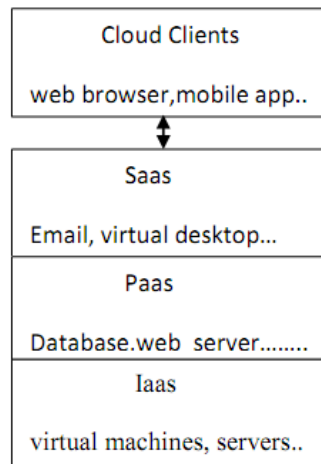 Cloud Clients
web browser,mobile app..
Saas
Email, virtual desktop...
Paas
Database.web server........
Iaas
virtual machines, servers..